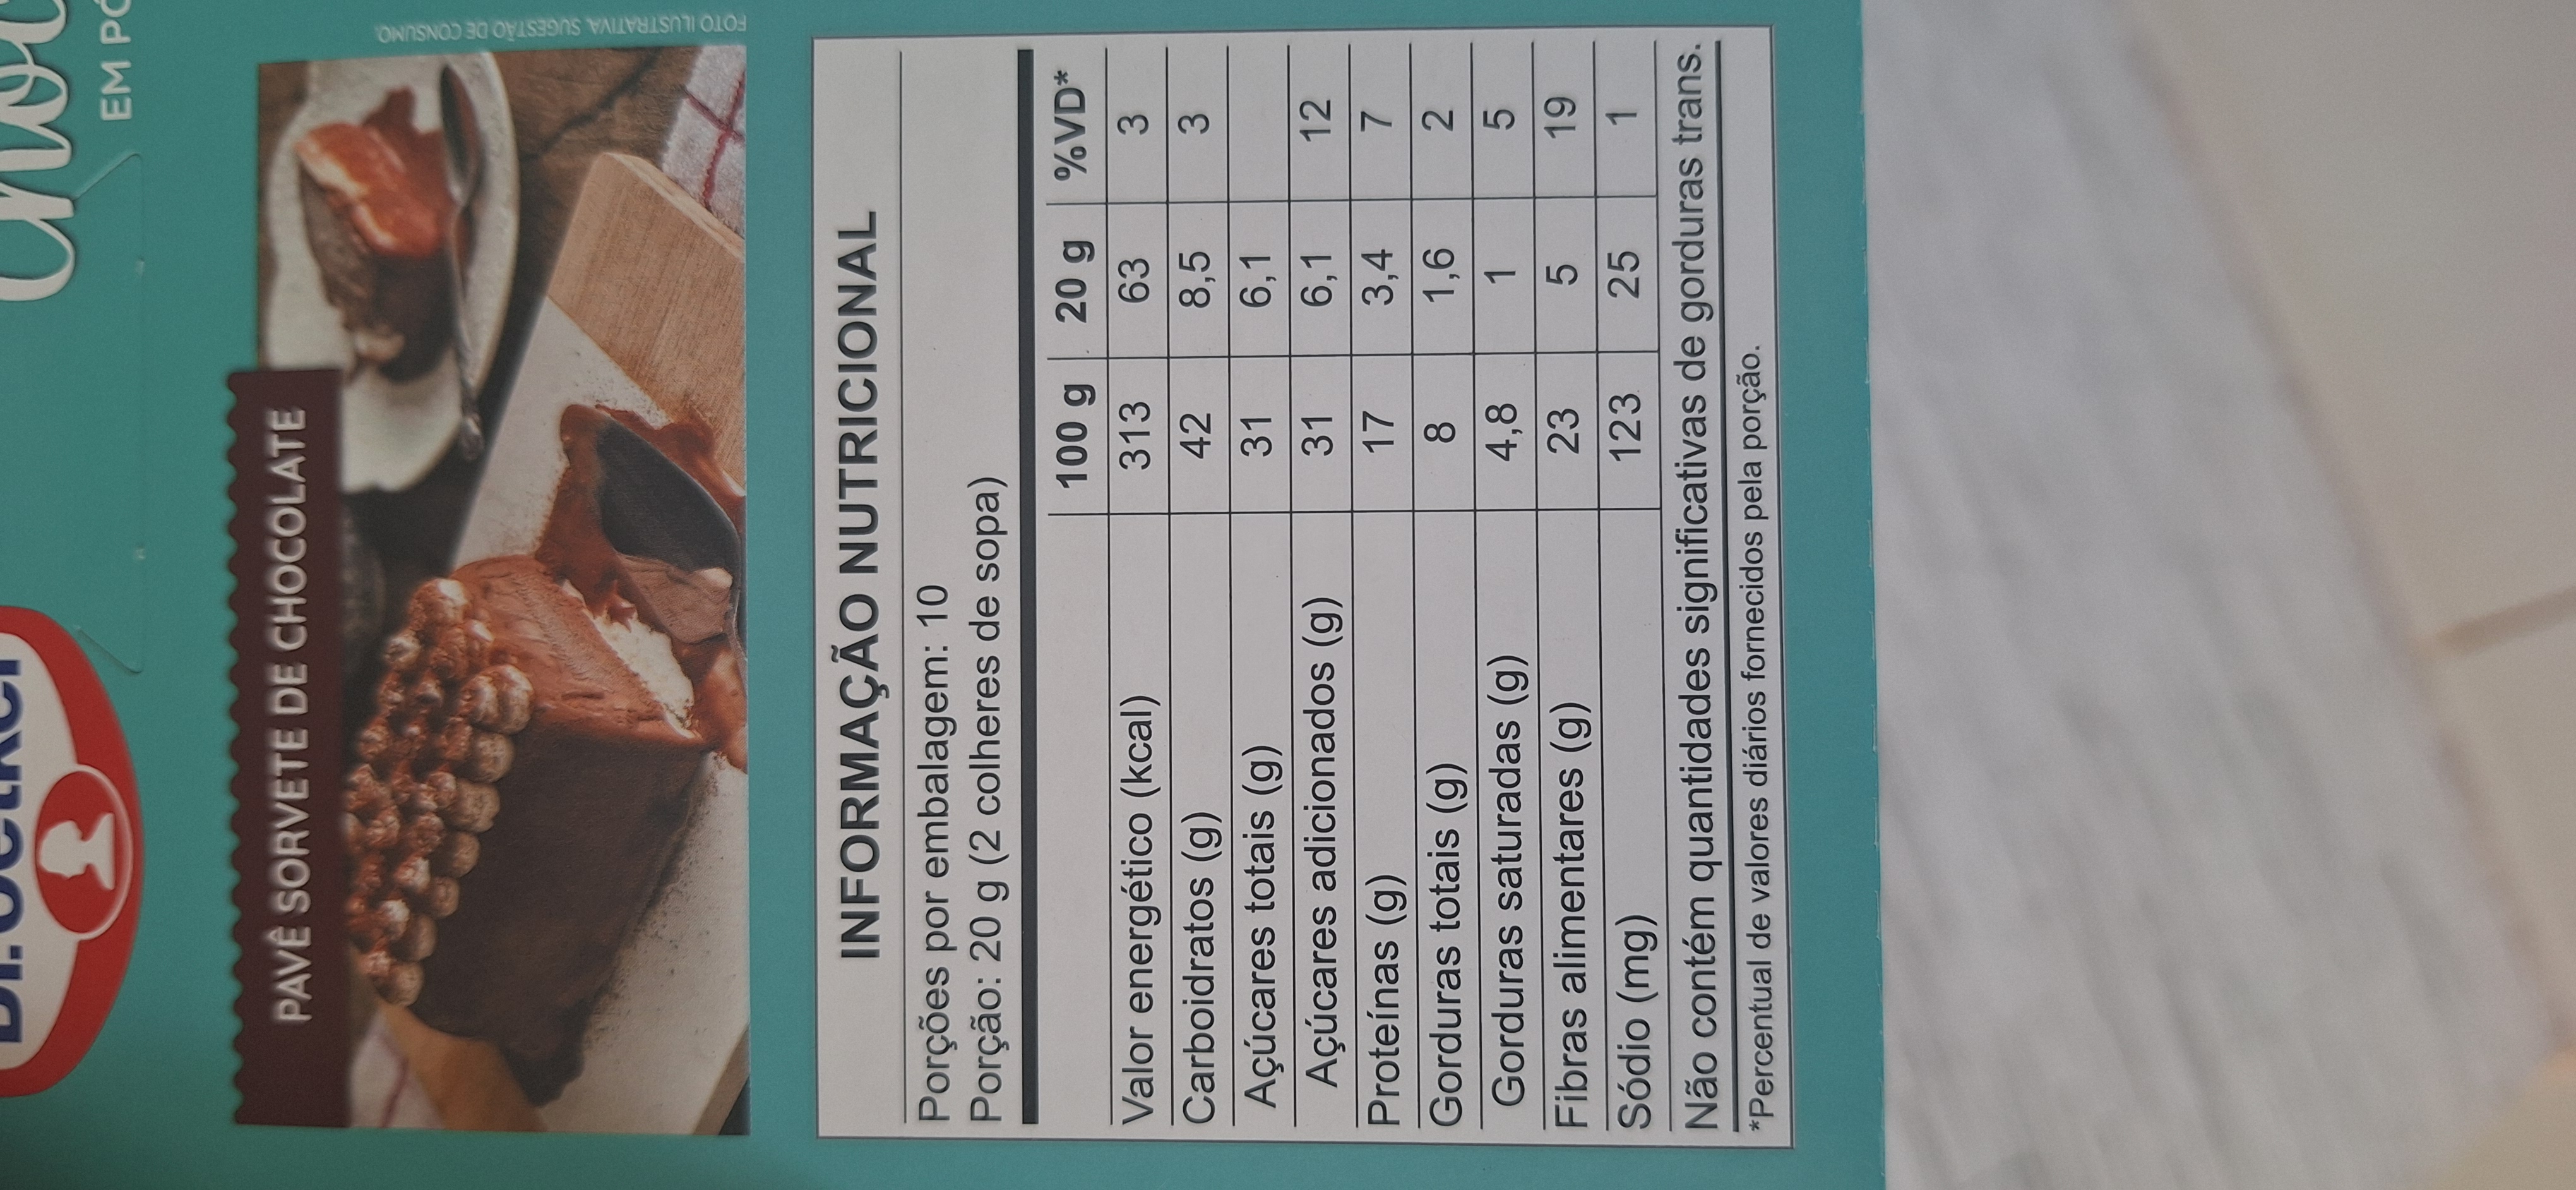 Dr. Oetker
Choc
EM PÓ
PAVÊ SORVETE DE CHOCOLATE
FOTO ILUSTRATIVA. SUGESTÃO DE CONSUMO.
INFORMAÇÃO NUTRICIONAL
Porções por embalagem: 10
Porção: 20 g (2 colheres de sopa)
100 g 20 g %VD*
Valor energético (kcal) 313 63 3
Carboidratos (g) 42 8,5 3
Açúcares totais (g) 31 6,1
Açúcares adicionados (g) 31 6,1 12
Proteínas (g) 17 3,4 7
Gorduras totais (g) 8 1,6 2
Gorduras saturadas (g) 4,8 1 5
Fibras alimentares (g) 23 5 19
Sódio (mg) 123 25 1
Não contém quantidades significativas de gorduras trans.
*Percentual de valores diários fornecidos pela porção.